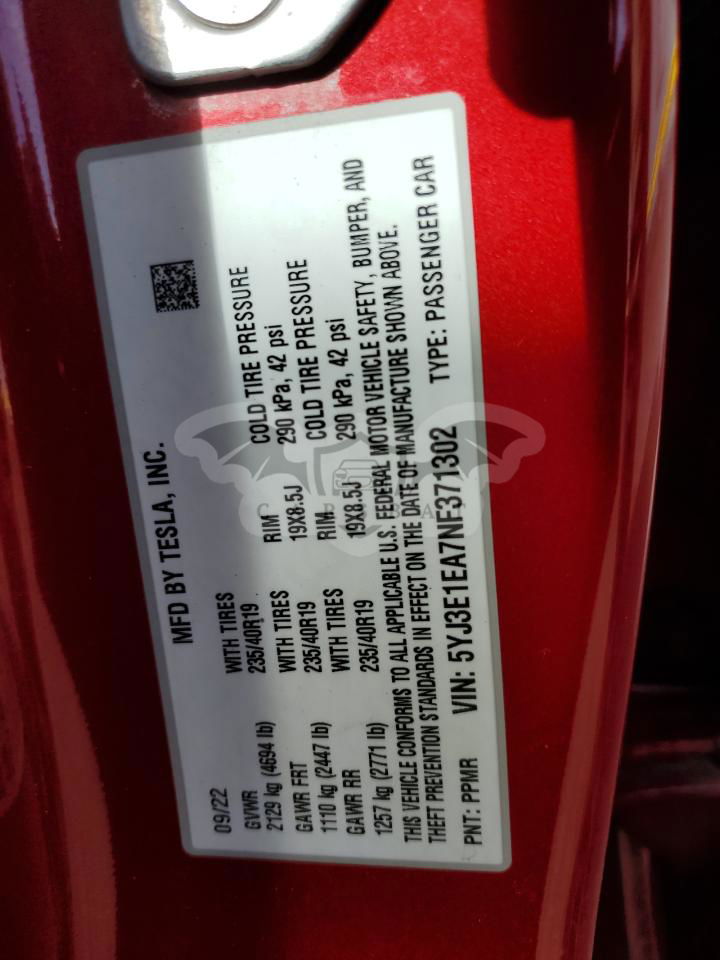 MFD BY TESLA, INC.
09/22
GVWR WITH TIRES RIM COLD TIRE PRESSURE
2129 kg (4694 lb) 235/40R19 19X8.5J 290 kPa, 42 psi
GAWR FRT WITH TIRES RIM COLD TIRE PRESSURE
1110 kg (2447 lb) 235/40R19 19X8.5J 290 kPa, 42 psi
GAWR RR WITH TIRES
1257 kg (2771 lb) 235/40R19
THIS VEHICLE CONFORMS TO ALL APPLICABLE U.S. FEDERAL MOTOR VEHICLE SAFETY, BUMPER, AND
THEFT PREVENTION STANDARDS IN EFFECT ON THE DATE OF MANUFACTURE SHOWN ABOVE.
PNT: PPMR VIN: 5YJ3E1EA7NF371302 TYPE: PASSENGER CAR